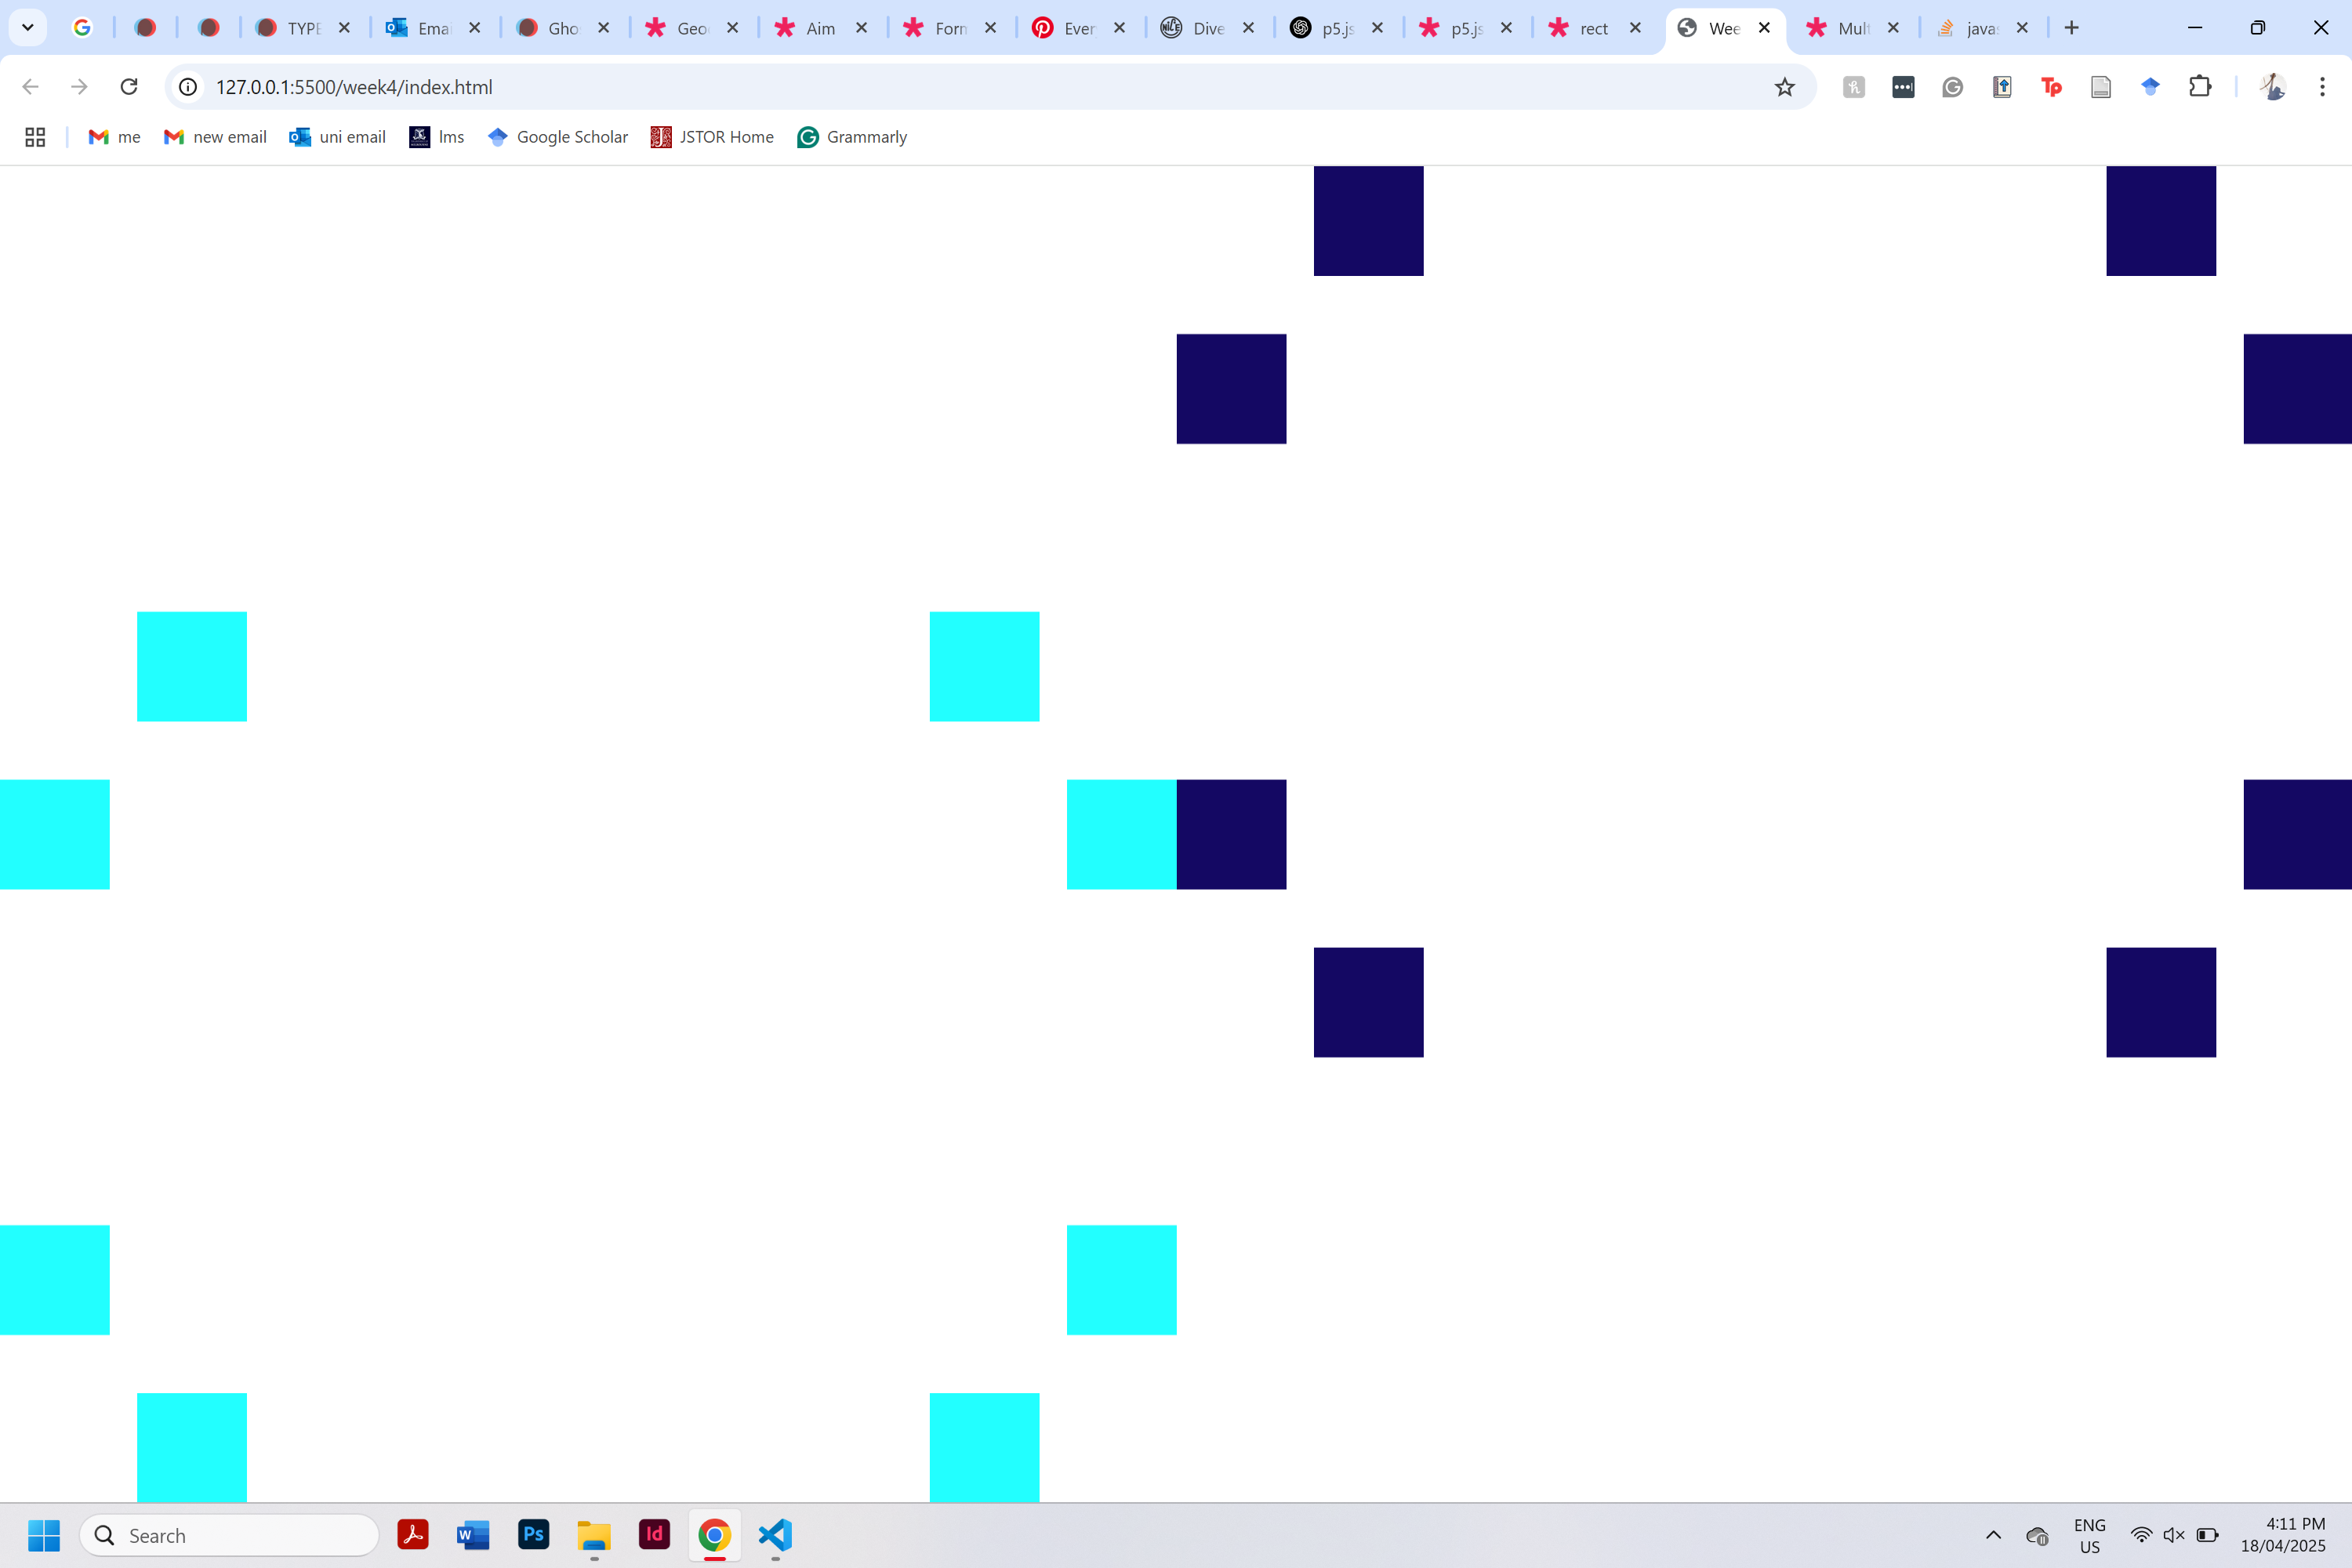 TYPE Emai Gho Geo Aim Form Ever Dive p5.js p5.js rect Wee Mult javas
127.0.0.1:5500/week4/index.html
me new email uni email lms Google Scholar JSTOR Home Grammarly
Search
ENG
US
4:11 PM
18/04/2025